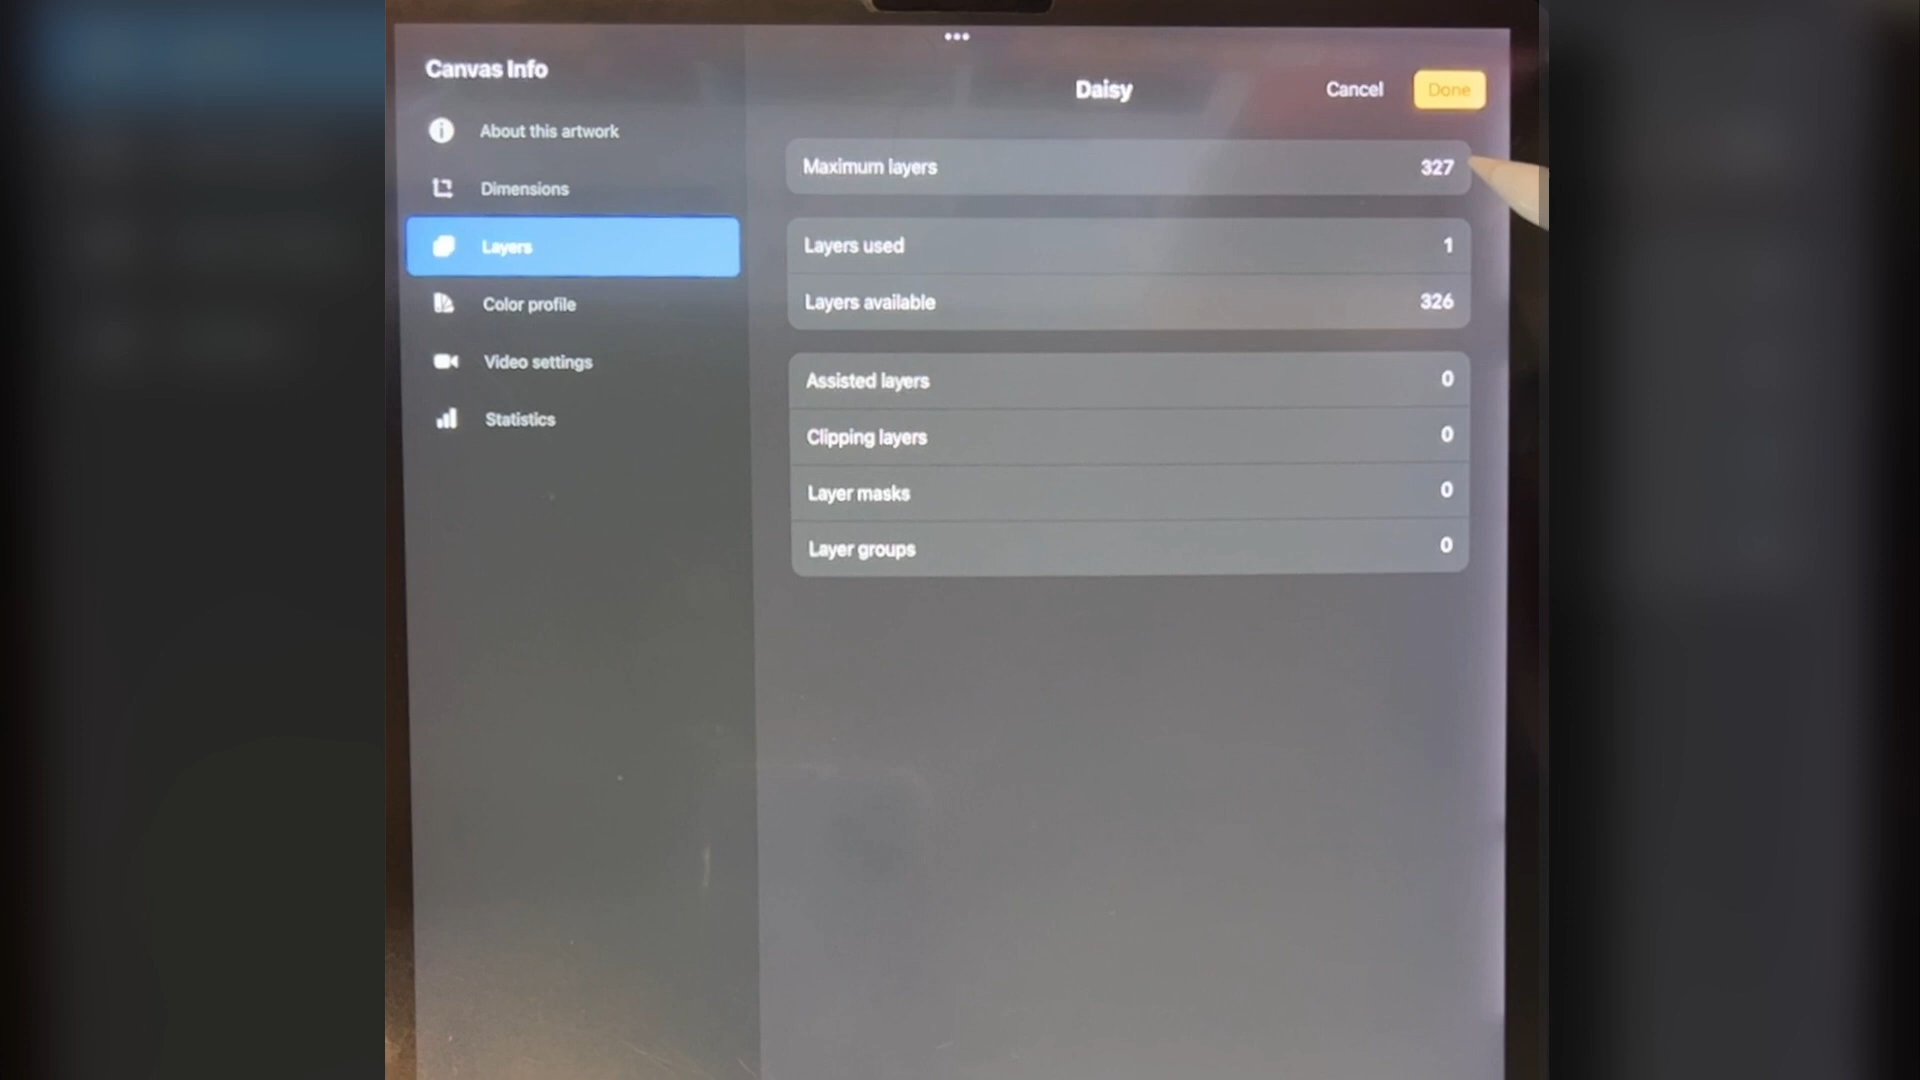 Canvas Info
About this artwork
Dimensions
Layers
Color profile
Video settings
Statistics
Daisy
Cancel
Done
Maximum layers 327
Layers used 1
Layers available 326
Assisted layers 0
Clipping layers 0
Layer masks 0
Layer groups 0